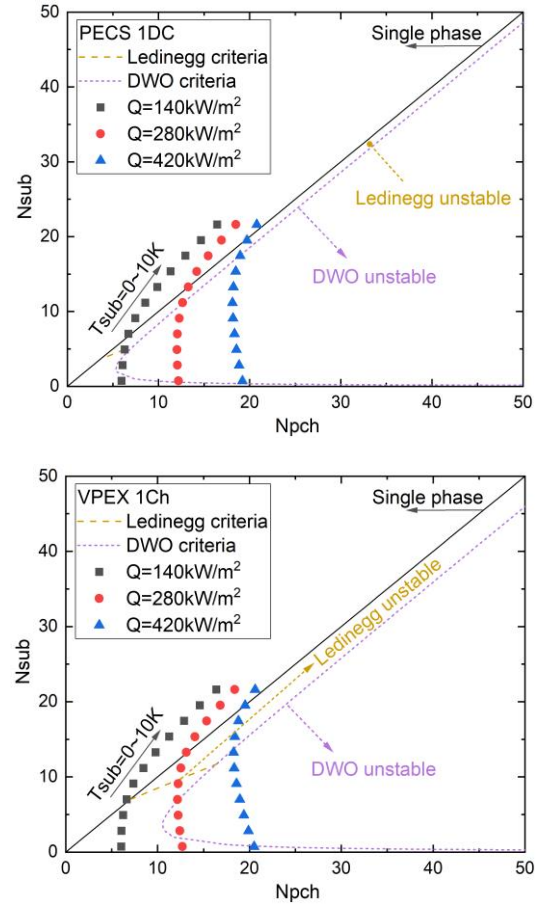 50
PECS 1DC
Ledinegg criteria
DWO criteria
Q=140kW/m²
Q=280kW/m²
Q=420kW/m²
Single phase
40
30
Ledinegg unstable
Nsub
DWO unstable
20
Tsub=0~10K
10
0
0 10 20 30 40 50
Npch
50
VPEX 1Ch
Ledinegg criteria
DWO criteria
Q=140kW/m²
Q=280kW/m²
Q=420kW/m²
Single phase
40
Ledinegg unstable
30
Nsub
20
DWO unstable
Tsub=0~10K
10
0
0 10 20 30 40 50
Npch